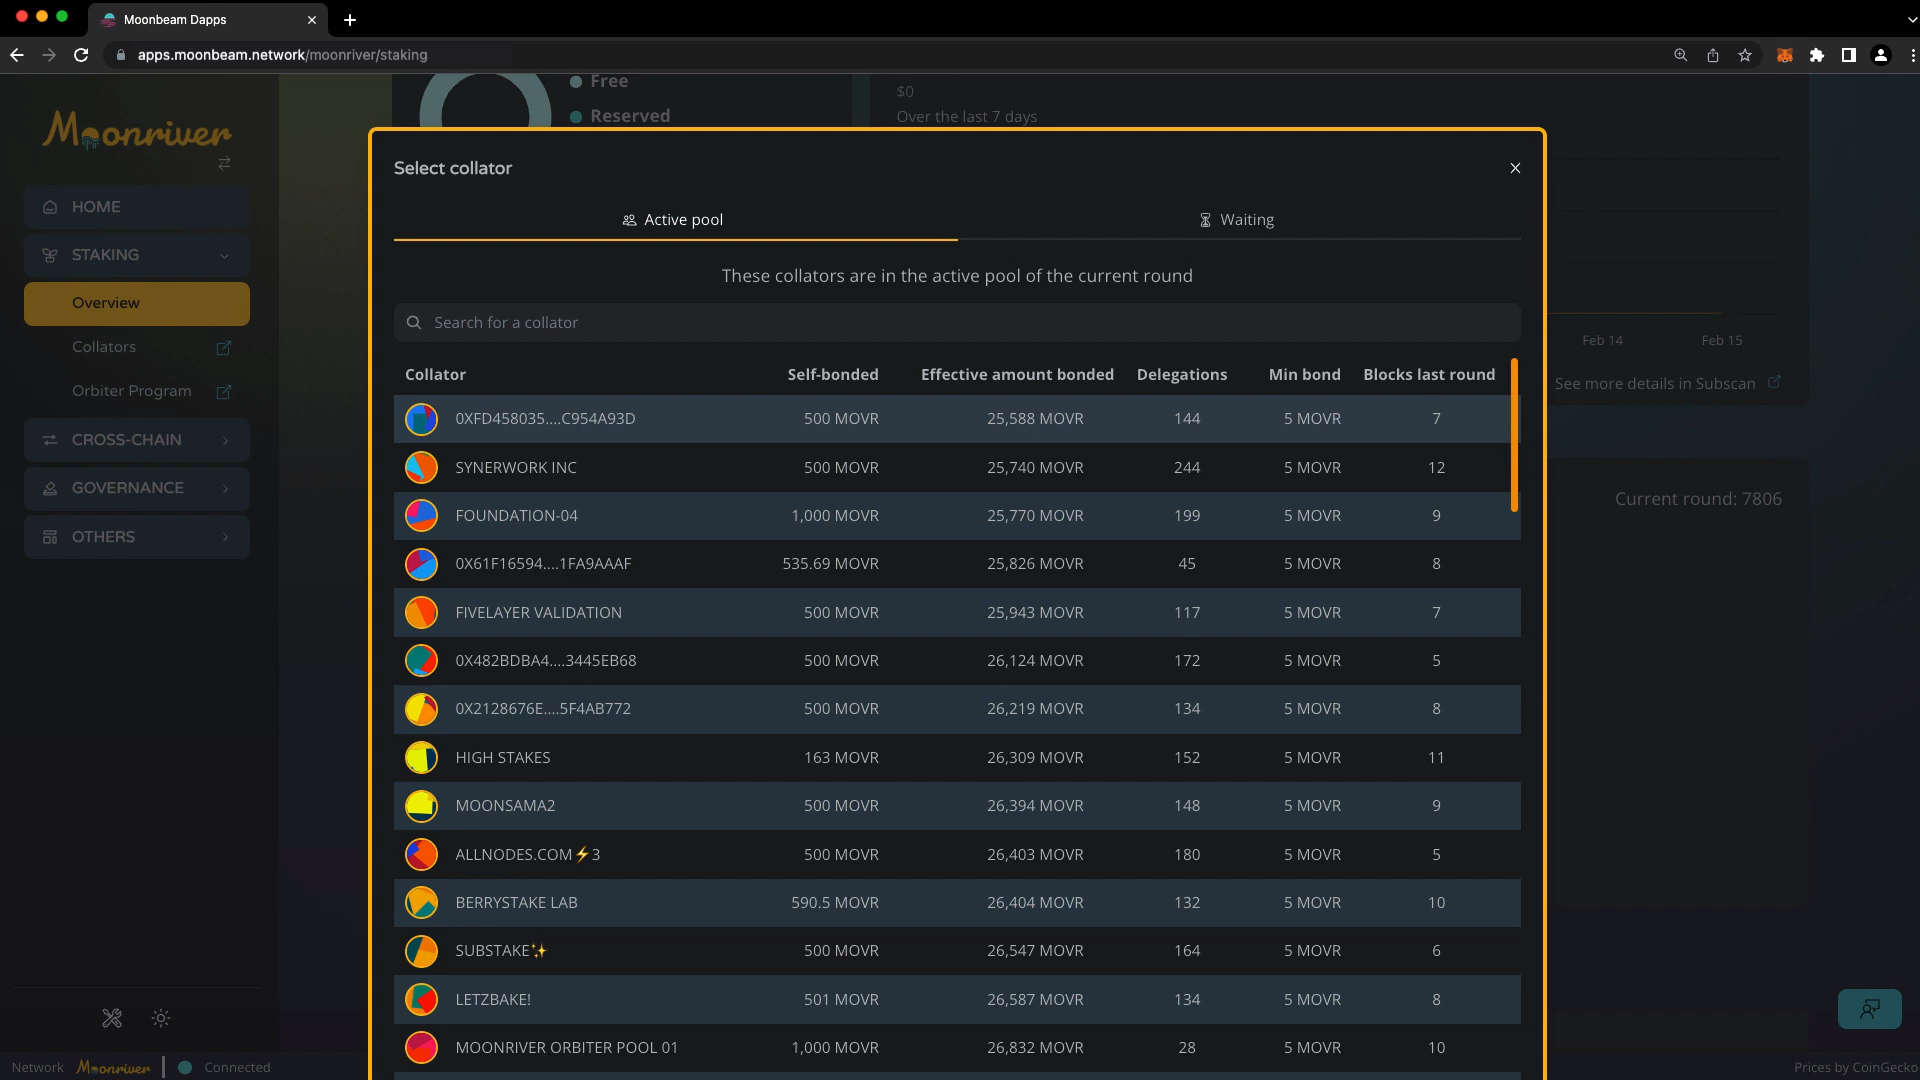 Moonbeam Dapps
apps.moonbeam.network/moonriver/staking
Free
Reserved
$0
Over the last 7 days
Moonriver
HOME
STAKING
Overview
Collators
Orbiter Program
CROSS-CHAIN
GOVERNANCE
OTHERS
Select collator
Active pool
Waiting
These collators are in the active pool of the current round
Search for a collator
Collator Self-bonded Effective amount bonded Delegations Min bond Blocks last round
0XFD458035....C954A93D 500 MOVR 25,588 MOVR 144 5 MOVR 7
SYNERWORK INC 500 MOVR 25,740 MOVR 244 5 MOVR 12
FOUNDATION-04 1,000 MOVR 25,770 MOVR 199 5 MOVR 9
0X61F16594....1FA9AAAF 535.69 MOVR 25,826 MOVR 45 5 MOVR 8
FIVELAYER VALIDATION 500 MOVR 25,943 MOVR 117 5 MOVR 7
0X482BDBA4....3445EB68 500 MOVR 26,124 MOVR 172 5 MOVR 5
0X2128676E....5F4AB772 500 MOVR 26,219 MOVR 134 5 MOVR 8
HIGH STAKES 163 MOVR 26,309 MOVR 152 5 MOVR 11
MOONSAMA2 500 MOVR 26,394 MOVR 148 5 MOVR 9
ALLNODES.COM⚡3 500 MOVR 26,403 MOVR 180 5 MOVR 5
BERRYSTAKE LAB 590.5 MOVR 26,404 MOVR 132 5 MOVR 10
SUBSTAKE✨ 500 MOVR 26,547 MOVR 164 5 MOVR 6
LETZBAKE! 501 MOVR 26,587 MOVR 134 5 MOVR 8
MOONRIVER ORBITER POOL 01 1,000 MOVR 26,832 MOVR 28 5 MOVR 10
Feb 14 Feb 15
See more details in Subscan
Current round: 7806
Network Moonriver Connected
Prices by CoinGecko